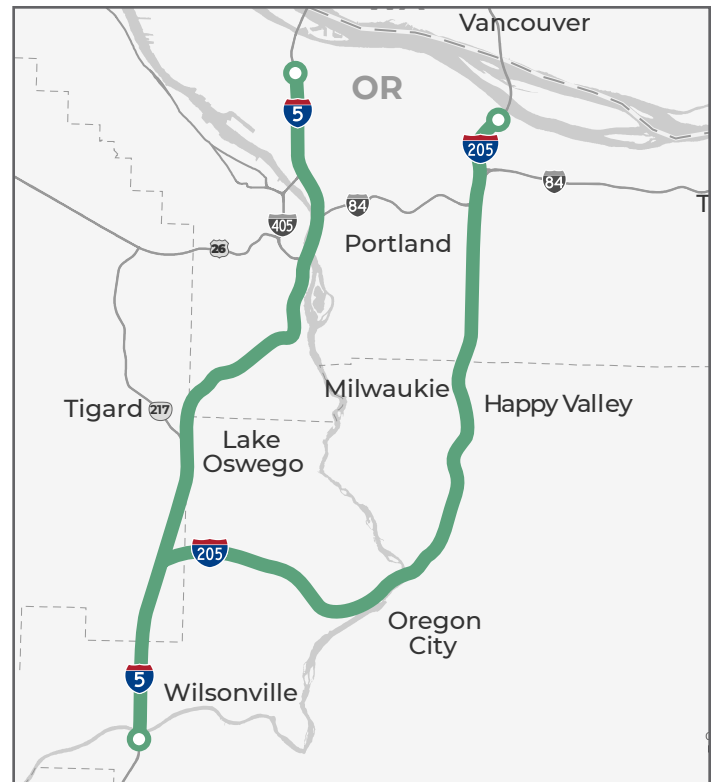 Vancouver
OR
5
205
84
84
405
T
Portland
26
Milwaukie
Happy Valley
Tigard
217
Lake
Oswego
205
Oregon
City
5
Wilsonville